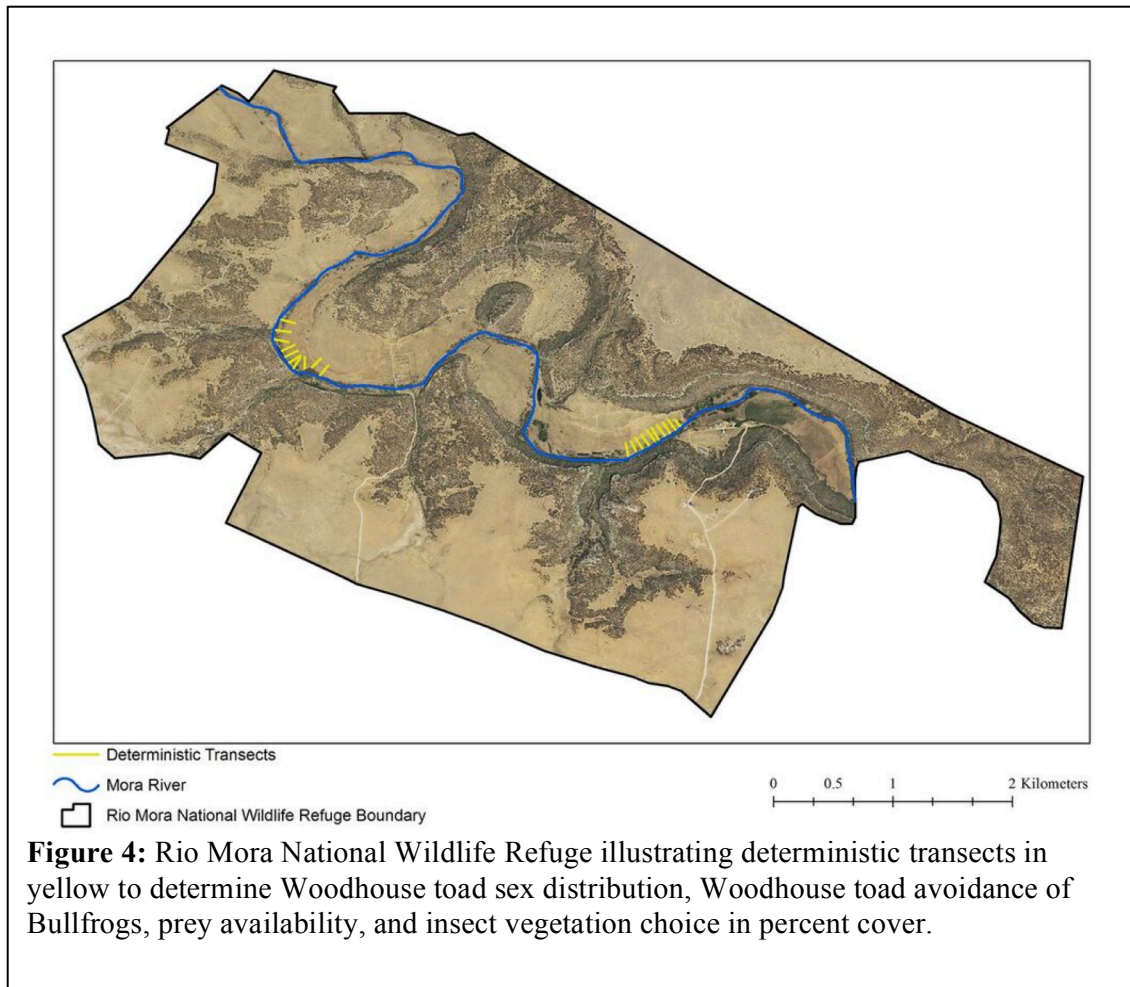 Deterministic Transects
Mora River
Rio Mora National Wildlife Refuge Boundary
0 0.5 1 2 Kilometers
Figure 4: Rio Mora National Wildlife Refuge illustrating deterministic transects in
yellow to determine Woodhouse toad sex distribution, Woodhouse toad avoidance of
Bullfrogs, prey availability, and insect vegetation choice in percent cover.